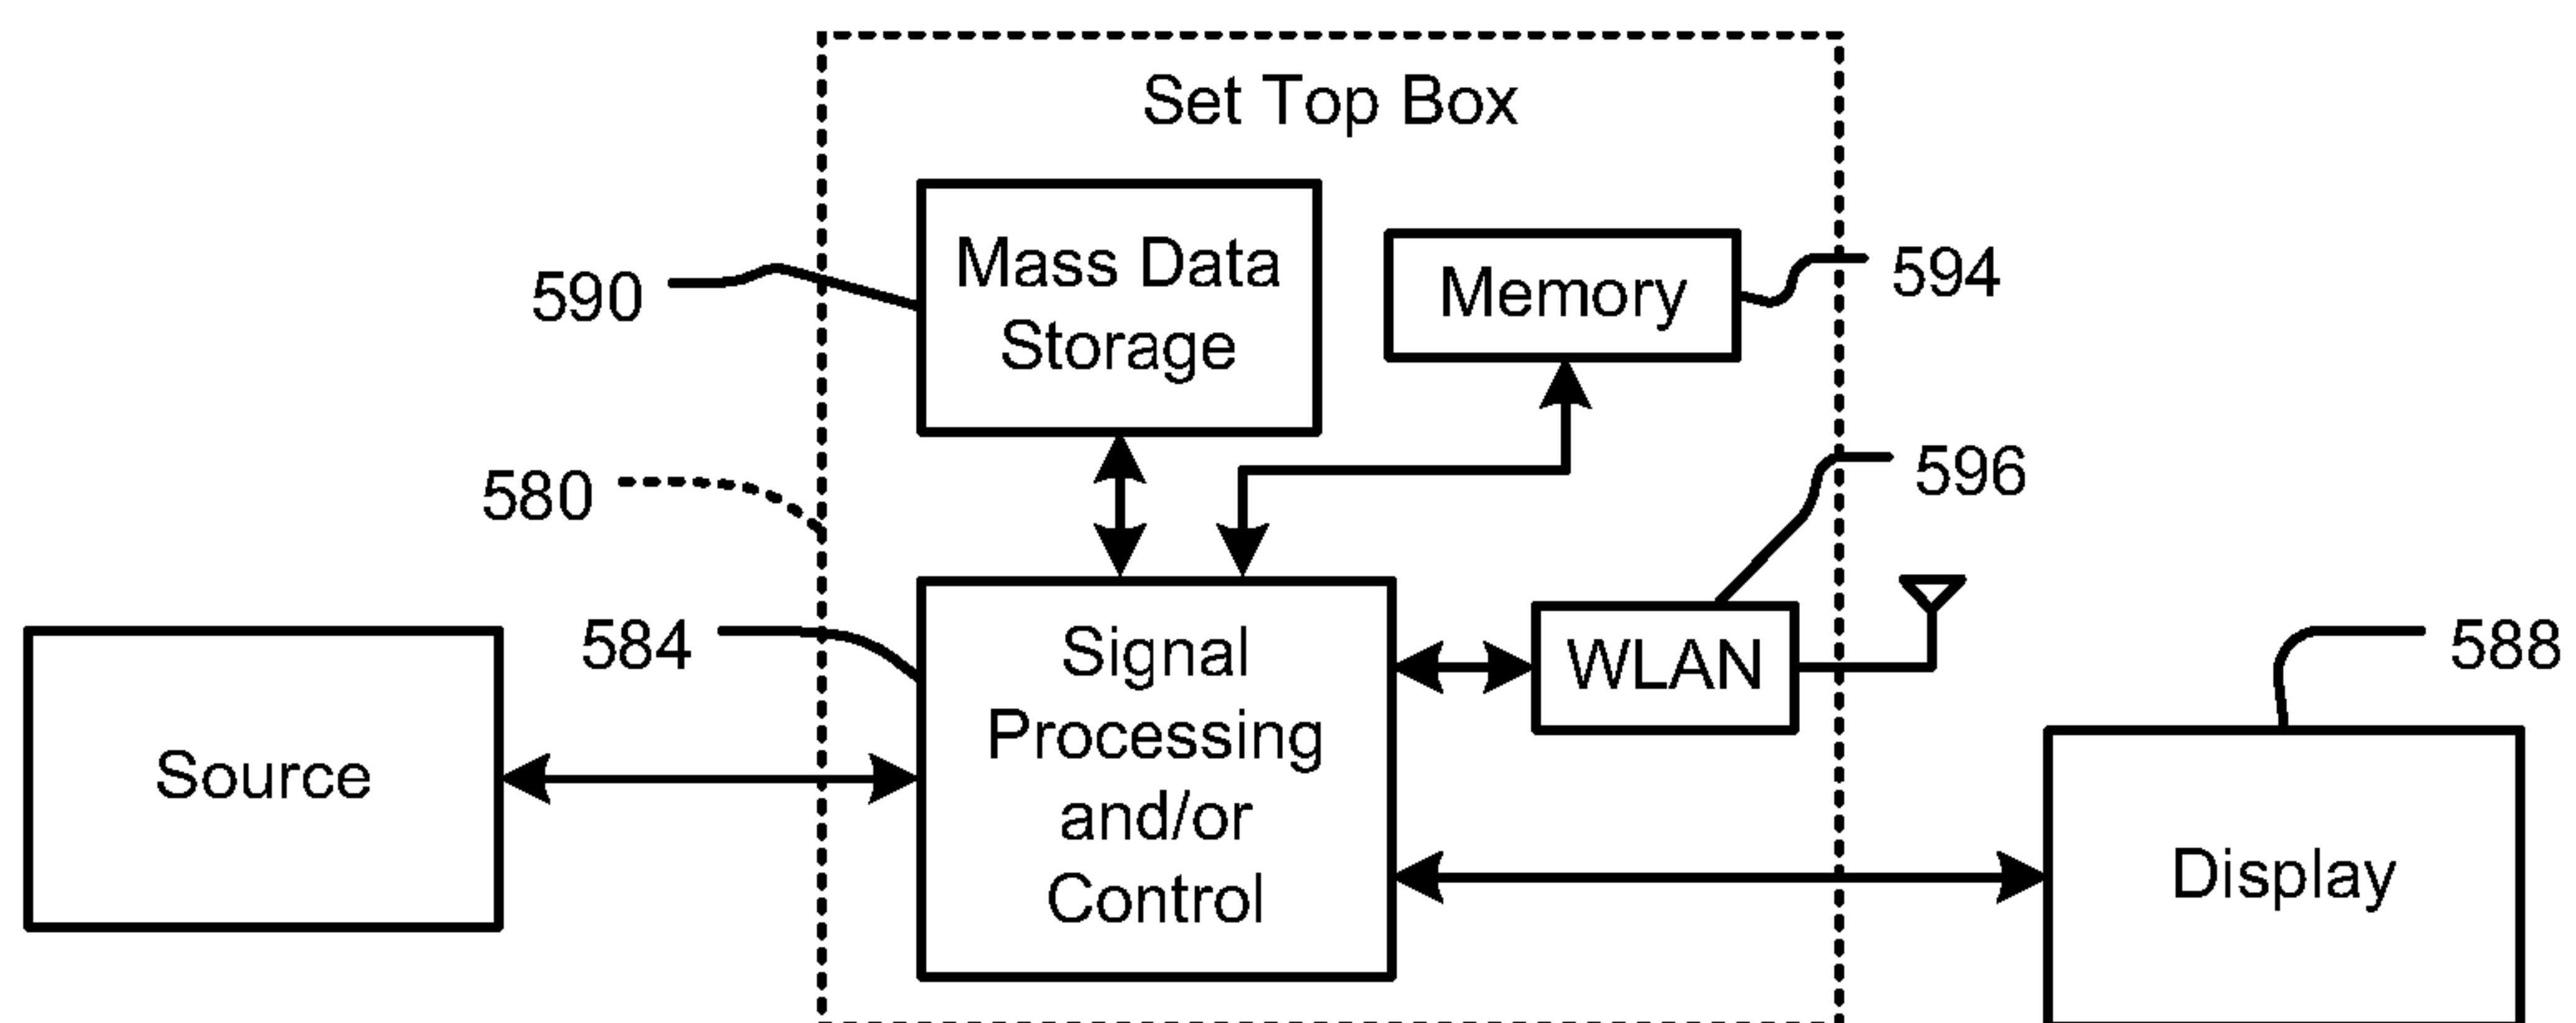 Set Top Box
Mass Data
Storage
590
Memory
594
580
596
584
Signal
Processing
and/or
Control
WLAN
588
Source
Display